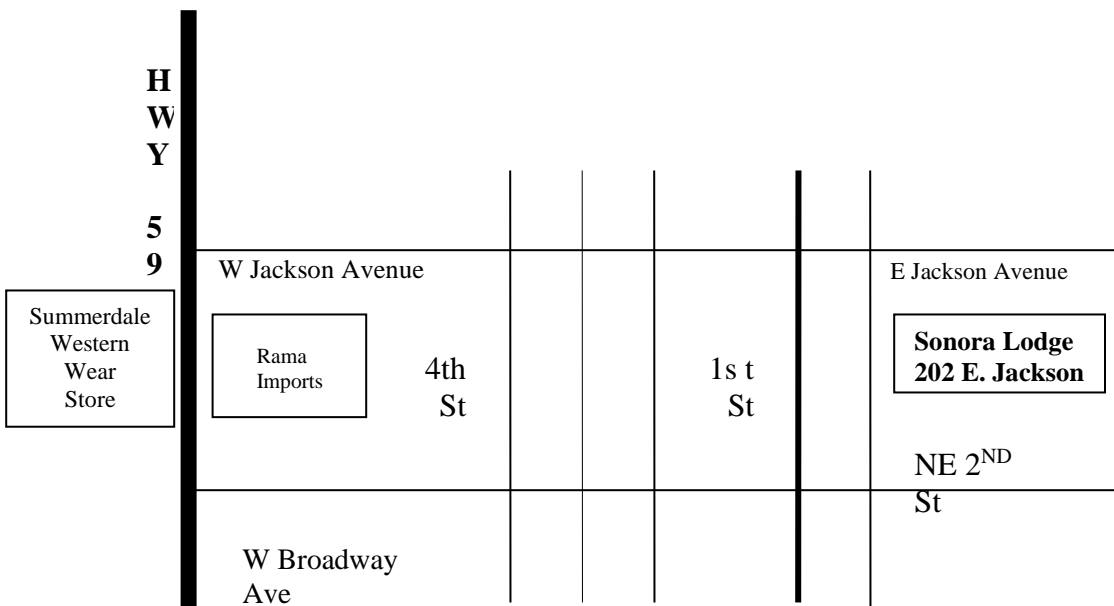 H
W
Y
5
9
W Jackson Avenue
E Jackson Avenue
Summerdale
Western
Wear
Store
Rama
Imports
4th
St
1s t
St
Sonora Lodge
202 E. Jackson
NE 2ND
St
W Broadway
Ave